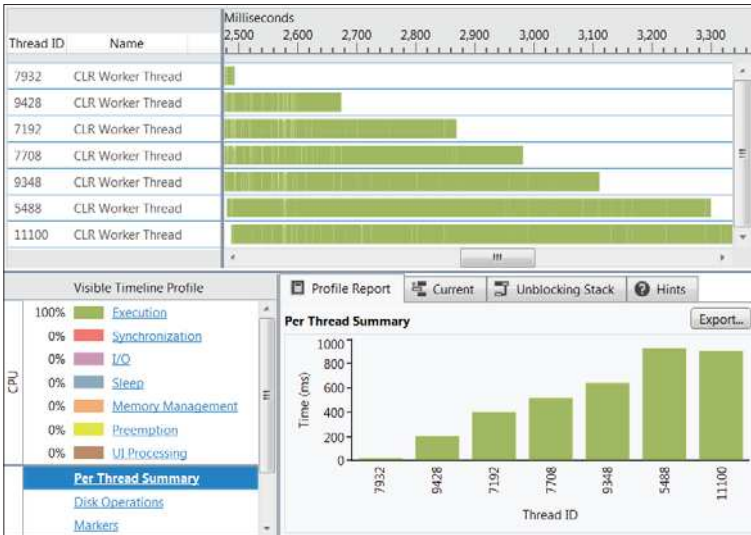 Milliseconds
Thread ID Name 2,500 2,600 2,700 2,800 2,900 3,000 3,100 3,200 3,300
7932 CLR Worker Thread
9428 CLR Worker Thread
7192 CLR Worker Thread
7708 CLR Worker Thread
9348 CLR Worker Thread
5488 CLR Worker Thread
11100 CLR Worker Thread
Visible Timeline Profile
CPU
100% Execution
0% Synchronization
0% I/O
0% Sleep
0% Memory Management
0% Preemption
0% UI Processing
Per Thread Summary
Disk Operations
Markers
Profile Report Current Unblocking Stack Hints
Per Thread Summary Export...
Time (ms)
1000
800
600
400
200
0
7932 9428 7192 7708 9348 5488 11100
Thread ID